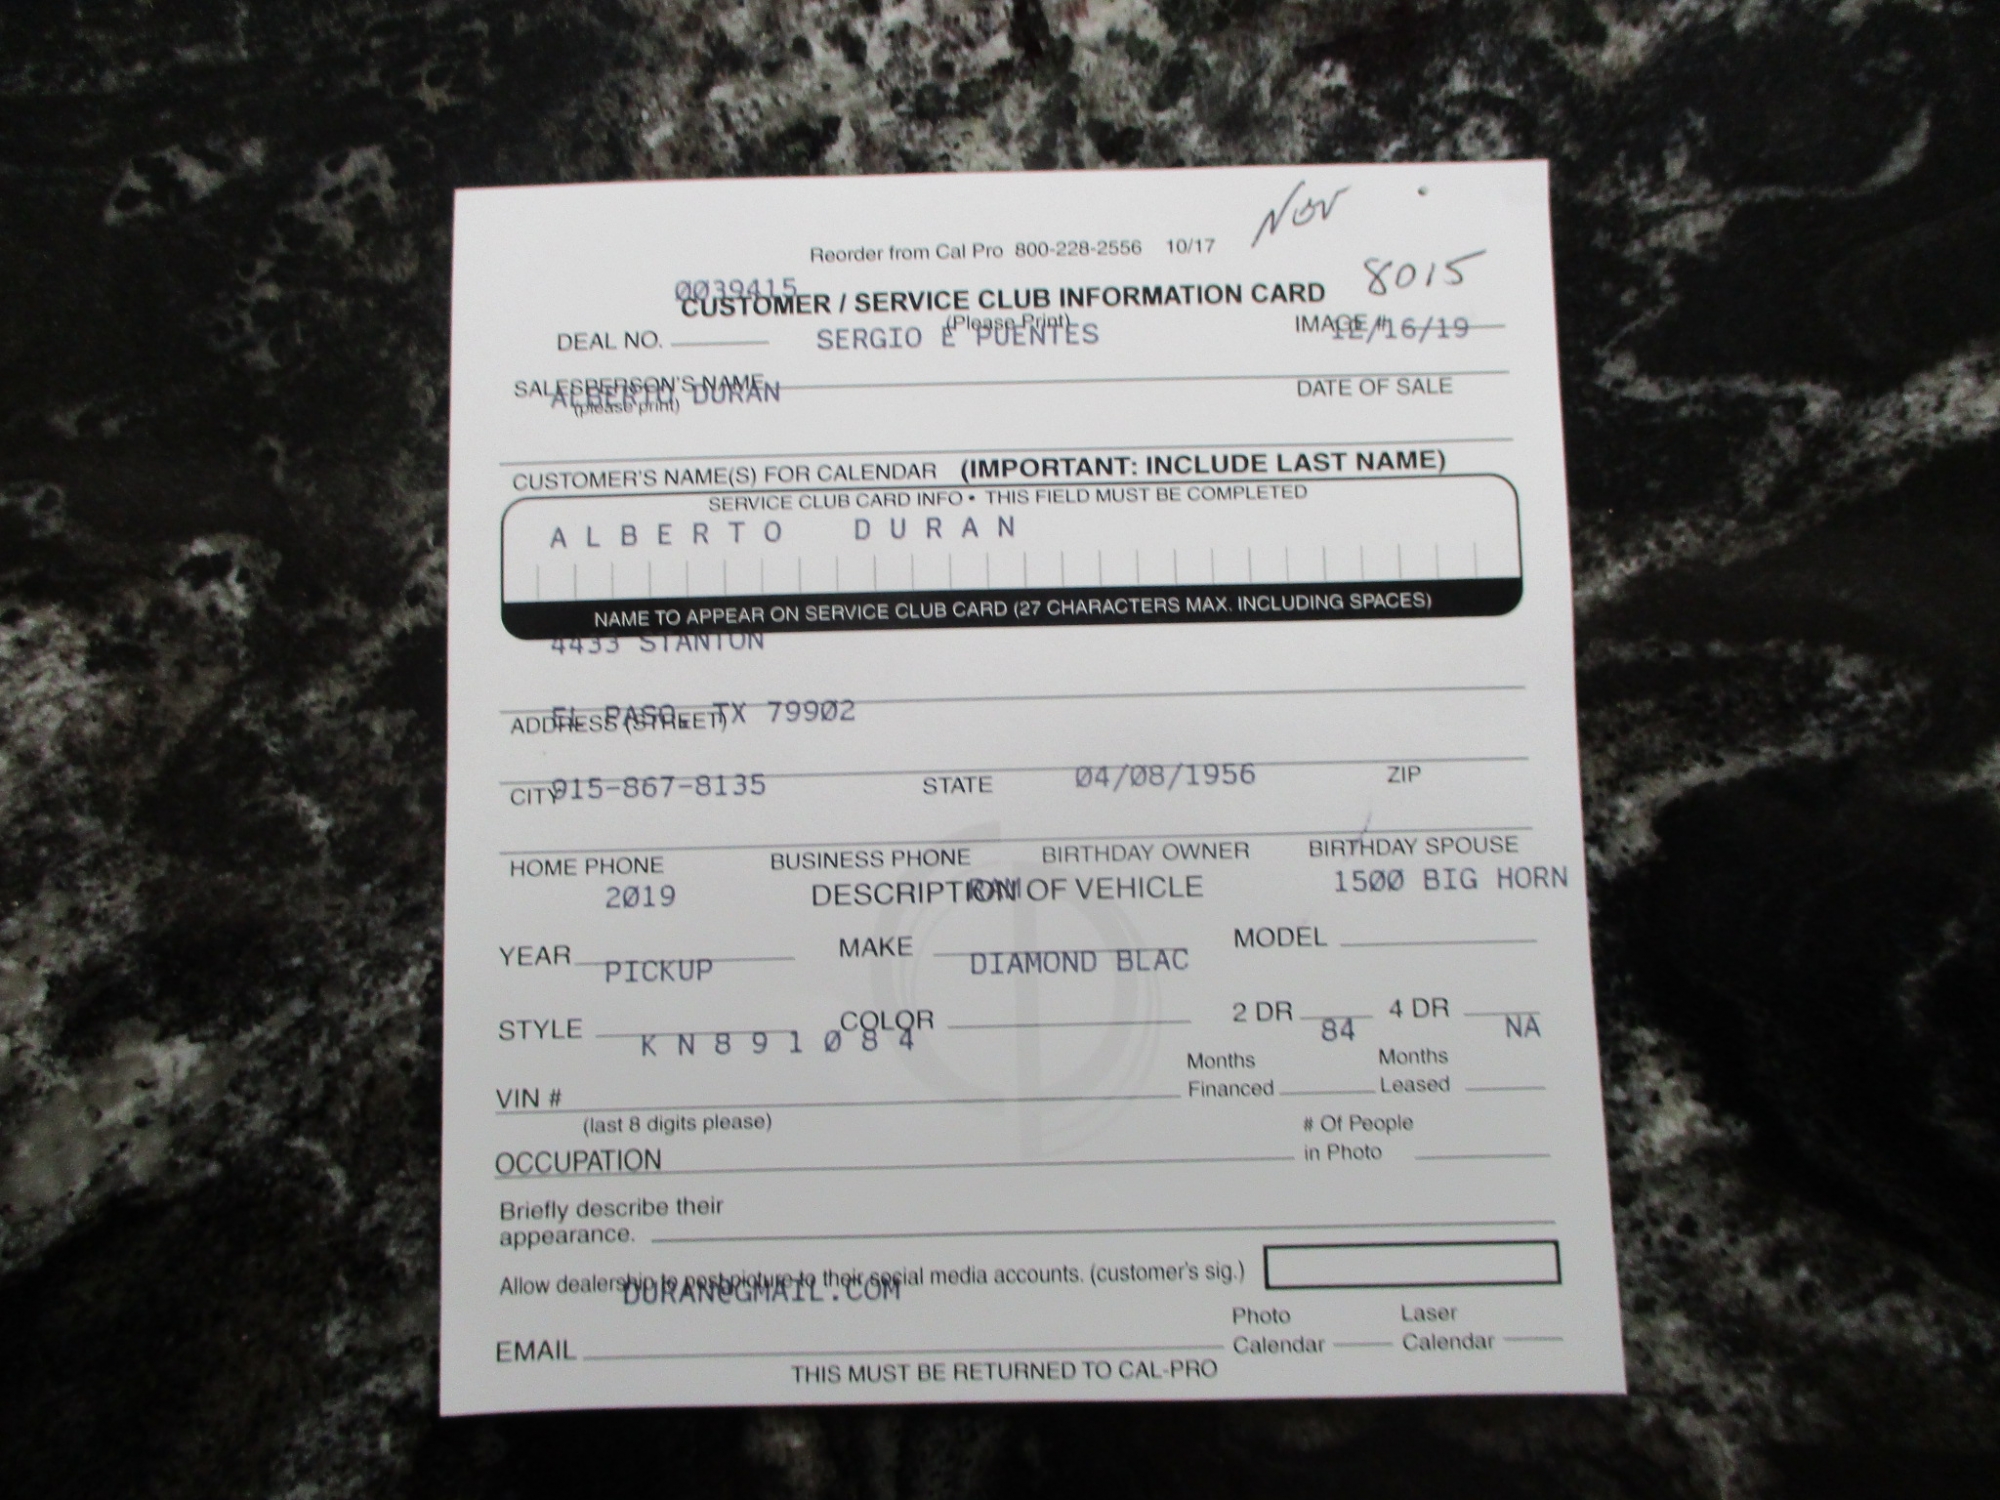 Nov
Reorder from Cal Pro 800-228-2556 10/17
8015
0039415
CUSTOMER / SERVICE CLUB INFORMATION CARD
(Please Print)
DEAL NO. SERGIO E PUENTES IMAGE # 12/16/19
SALESPERSON'S NAME DATE OF SALE
ALBERTO DURAN
(please print)
CUSTOMER'S NAME(S) FOR CALENDAR (IMPORTANT: INCLUDE LAST NAME)
SERVICE CLUB CARD INFO • THIS FIELD MUST BE COMPLETED
ALBERTO DURAN
NAME TO APPEAR ON SERVICE CLUB CARD (27 CHARACTERS MAX. INCLUDING SPACES)
4433 STANTON
EL PASO, TX 79902
ADDRESS (STREET)
915-867-8135 04/08/1956
CITY STATE ZIP
HOME PHONE BUSINESS PHONE BIRTHDAY OWNER BIRTHDAY SPOUSE
2019 RAM 1500 BIG HORN
DESCRIPTION OF VEHICLE
YEAR MAKE MODEL
PICKUP DIAMOND BLAC
STYLE COLOR 2 DR 4 DR
KN891084 84 NA
Months Financed Months Leased
VIN #
(last 8 digits please)
# Of People in Photo
OCCUPATION
Briefly describe their
appearance.
Allow dealership to post picture to their social media accounts. (customer's sig.)
DURAN@GMAIL.COM
Photo Calendar Laser Calendar
EMAIL
THIS MUST BE RETURNED TO CAL-PRO